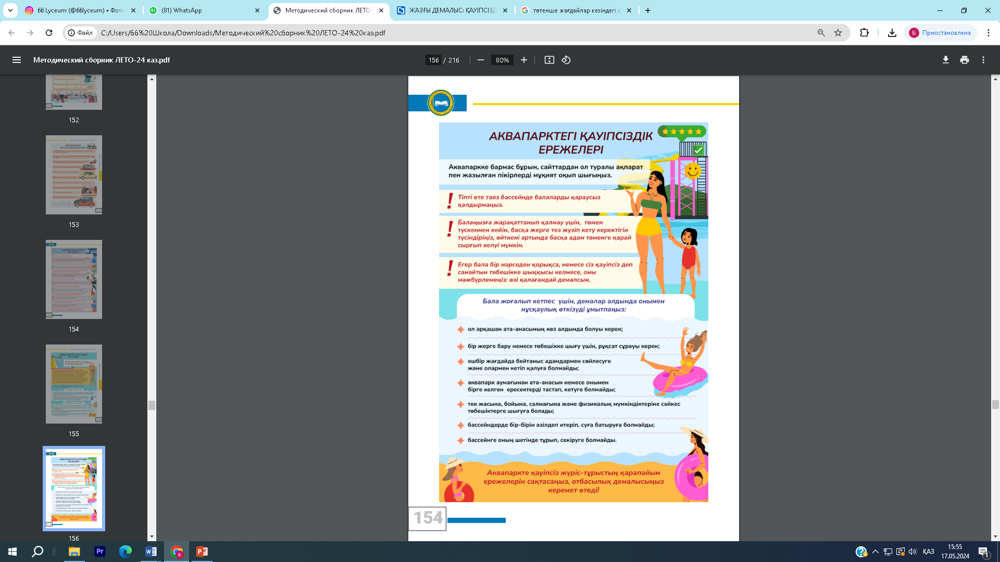 66 Lyceum (@66lyceum) • Фото
(81) WhatsApp
Методический сборник ЛЕТО-
ЖАЗҒЫ ДЕМАЛЫС: ҚАУІПСІЗД
төтенше жағдайлар кезіндегі
Файл
C:/Users/66%20Школа/Downloads/Методический%20сборник%20ЛЕТО-24%20каз.pdf
Б Приостановлена
Методический сборник ЛЕТО-24 каз.pdf
156 / 216
80%
152
153
154
155
156
АКВАПАРКТЕГІ ҚАУІПСІЗДІК
ЕРЕЖЕЛЕРІ
Аквапаркке бармас бұрын, сайттардан ол туралы ақпарат
пен жазылған пікірлерді мұқият оқып шығыңыз.
! Тіпті өте таяз бассейнде балаларды қараусыз
қалдырмаңыз.
! Балаңызға жарақаттанып қалмау үшін, төмен
түскеннен кейін, басқа жерге тез жүзіп кету керектігін
түсіндіріңіз, өйткені артында басқа адам төменге қарай
сырғып келуі мүмкін.
! Егер бала бір нәрседен қорықса, немесе сіз қауіпсіз деп
санайтын төбешікке шыққысы келмесе, оны
мәжбүрлемеңіз: өзі қалағандай демалсын.
Бала жоғалып кетпес үшін, демалар алдында онымен
нұсқаулық өткізуді ұмытпаңыз:
ол әрқашан ата-анасының көз алдында болуы керек;
бір жерге бару немесе төбешікке шығу үшін, рұқсат сұрауы керек;
ешбір жағдайда бейтаныс адамдармен сөйлесуге
және олармен кетіп қалуға болмайды;
аквапарк аумағынан ата-анасын немесе онымен
бірге келген ересектерді тастап, кетуге болмайды;
тек жасына, бойына, салмағына және физикалық мүмкіндіктеріне сәйкес
төбешіктерге шығуға болады;
бассейндерде бір-бірін әзілдеп итеріп, суға батыруға болмайды;
бассейнге оның шетінде тұрып, секіруге болмайды.
Аквапаркте қауіпсіз жүріс-тұрыстың қарапайым
ережелерін сақтасаңыз, отбасылық демалысыңыз
керемет өтеді!
154
ҚАЗ
15:55
17.05.2024
1